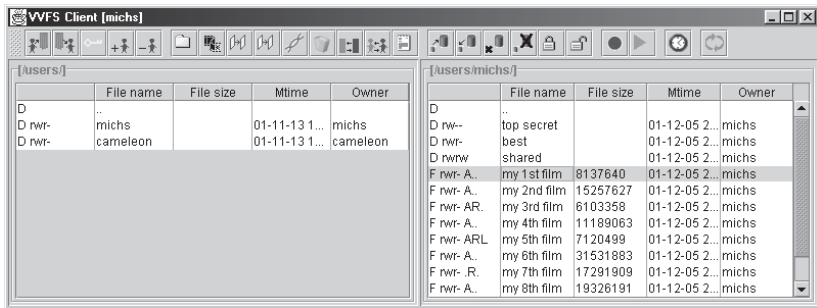 VVFS Client [michs]
[/users/]
File name File size Mtime Owner
D ..
D rwr- michs 01-11-13 1... michs
D rwr- cameleon 01-11-13 1... cameleon
[/users/michs/]
File name File size Mtime Owner
D ..
D rw-- top secret 01-12-05 2... michs
D rwr- best 01-12-05 2... michs
D rwrw shared 01-12-05 2... michs
F rwr- A.. my 1st film 8137640 01-12-05 2... michs
F rwr- A.. my 2nd film 15257627 01-12-05 2... michs
F rwr- AR. my 3rd film 6103358 01-12-05 2... michs
F rwr- A.. my 4th film 11189063 01-12-05 2... michs
F rwr- ARL my 5th film 7120499 01-12-05 2... michs
F rwr- A.. my 6th film 31531883 01-12-05 2... michs
F rwr- .R. my 7th film 17291909 01-12-05 2... michs
F rwr- A.. my 8th film 19326191 01-12-05 2... michs